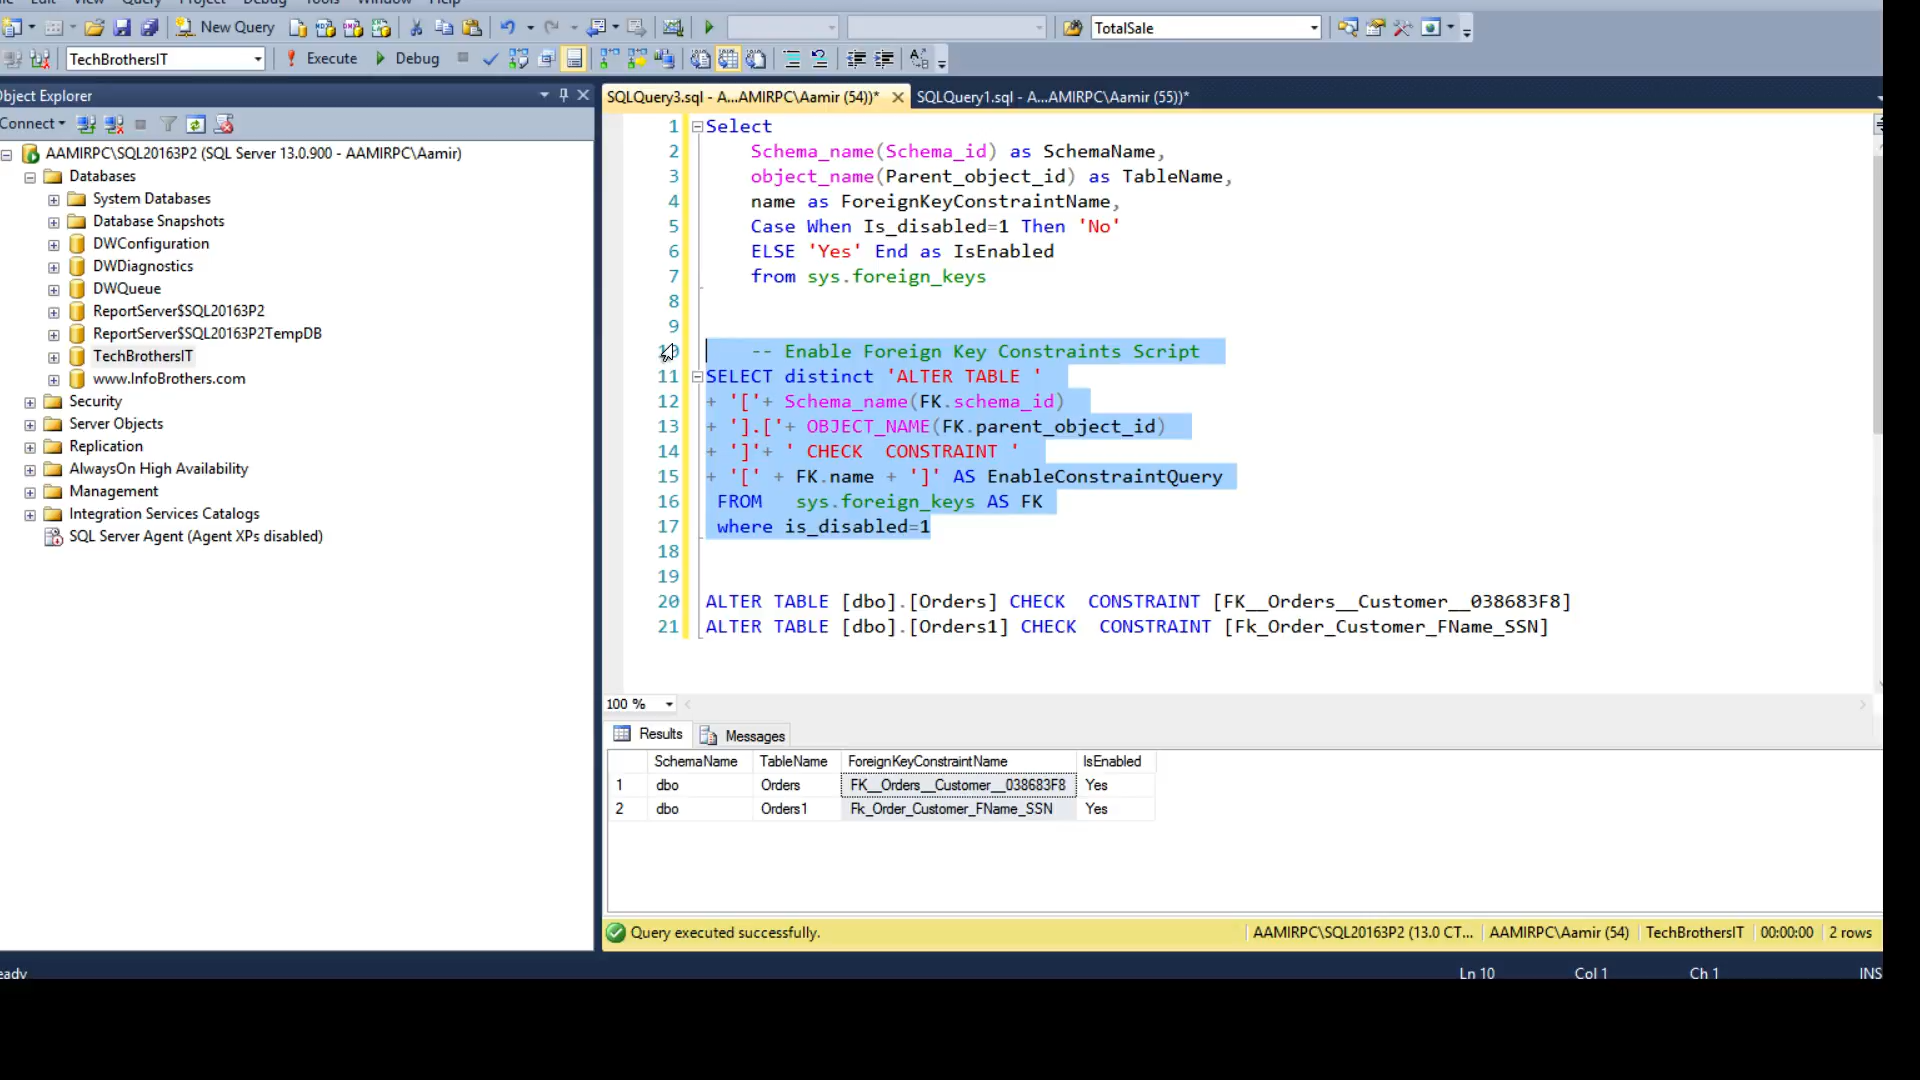 New Query
TotalSale
TechBrothersIT
Execute
Debug
Object Explorer
Connect
AAMIRPC\SQL20163P2 (SQL Server 13.0.900 - AAMIRPC\Aamir)
Databases
System Databases
Database Snapshots
DWConfiguration
DWDiagnostics
DWQueue
ReportServer$SQL20163P2
ReportServer$SQL20163P2TempDB
TechBrothersIT
www.InfoBrothers.com
Security
Server Objects
Replication
AlwaysOn High Availability
Management
Integration Services Catalogs
SQL Server Agent (Agent XPs disabled)
SQLQuery3.sql - A...AMIRPC\Aamir (54))*
SQLQuery1.sql - A...AMIRPC\Aamir (55))*
1 Select
2 Schema_name(Schema_id) as SchemaName,
3 object_name(Parent_object_id) as TableName,
4 name as ForeignKeyConstraintName,
5 Case When Is_disabled=1 Then 'No'
6 ELSE 'Yes' End as IsEnabled
7 from sys.foreign_keys
8
9
10 -- Enable Foreign Key Constraints Script
11 SELECT distinct 'ALTER TABLE '
12 + '['+ Schema_name(FK.schema_id)
13 + '].['+ OBJECT_NAME(FK.parent_object_id)
14 + ']'+ ' CHECK  CONSTRAINT '
15 + '[' + FK.name + ']' AS EnableConstraintQuery
16 FROM   sys.foreign_keys AS FK
17 where is_disabled=1
18
19
20 ALTER TABLE [dbo].[Orders] CHECK  CONSTRAINT [FK__Orders__Customer__038683F8]
21 ALTER TABLE [dbo].[Orders1] CHECK  CONSTRAINT [Fk_Order_Customer_FName_SSN]
100 %
Results Messages
SchemaName TableName ForeignKeyConstraintName IsEnabled
1 dbo Orders FK__Orders__Customer__038683F8 Yes
2 dbo Orders1 Fk_Order_Customer_FName_SSN Yes
Query executed successfully.
AAMIRPC\SQL20163P2 (13.0 CT... AAMIRPC\Aamir (54) TechBrothersIT 00:00:00 2 rows
eady Ln 10 Col 1 Ch 1 INS